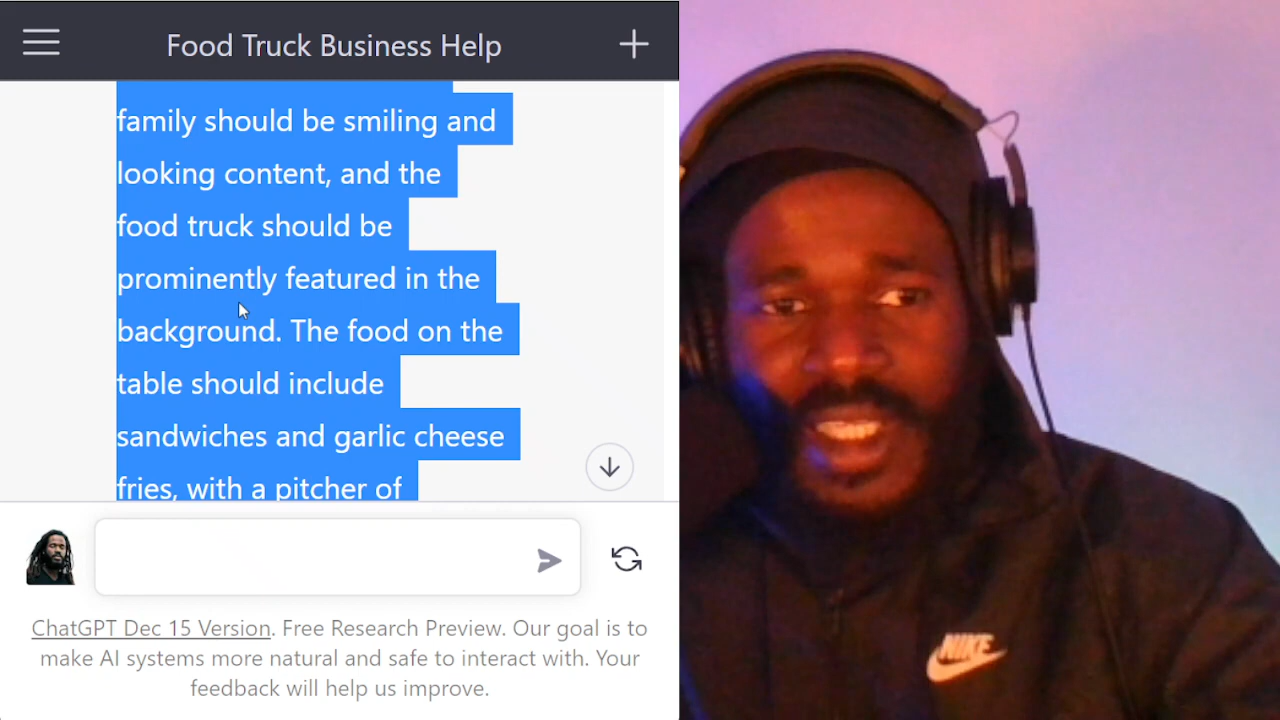 Food Truck Business Help
family should be smiling and
looking content, and the
food truck should be
prominently featured in the
background. The food on the
table should include
sandwiches and garlic cheese
fries, with a pitcher of
ChatGPT Dec 15 Version. Free Research Preview. Our goal is to
make AI systems more natural and safe to interact with. Your
feedback will help us improve.
NIKE